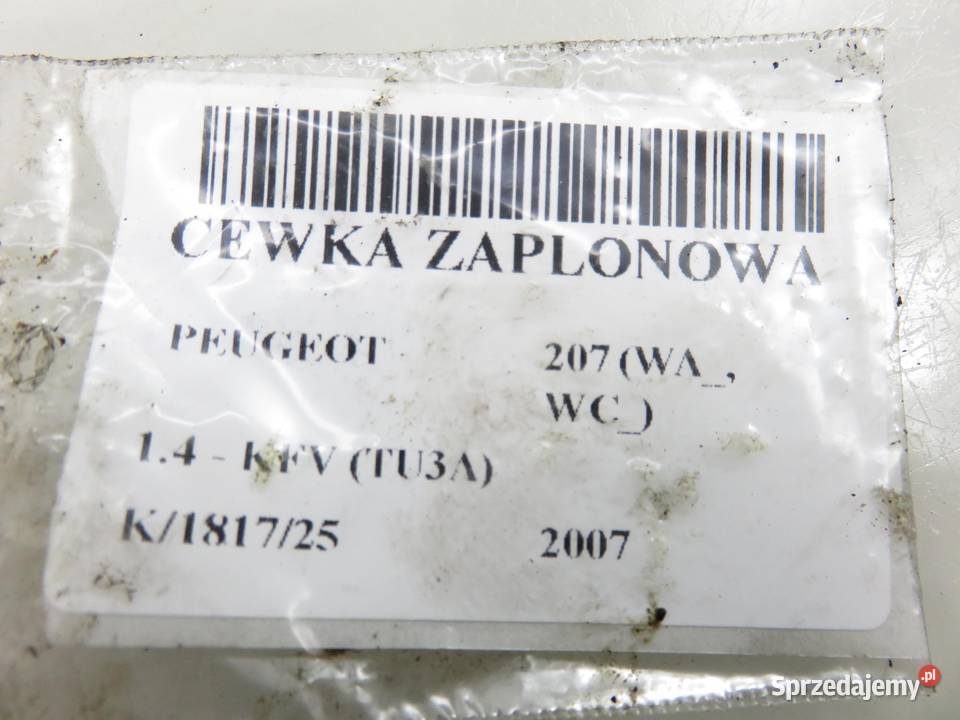 CEWKA ZAPLONOWA
PEUGEOT 207 (WA_,
WC_)
1.4 - KFV (TU3A)
K/1817/25 2007
Sprzedajemy.pl